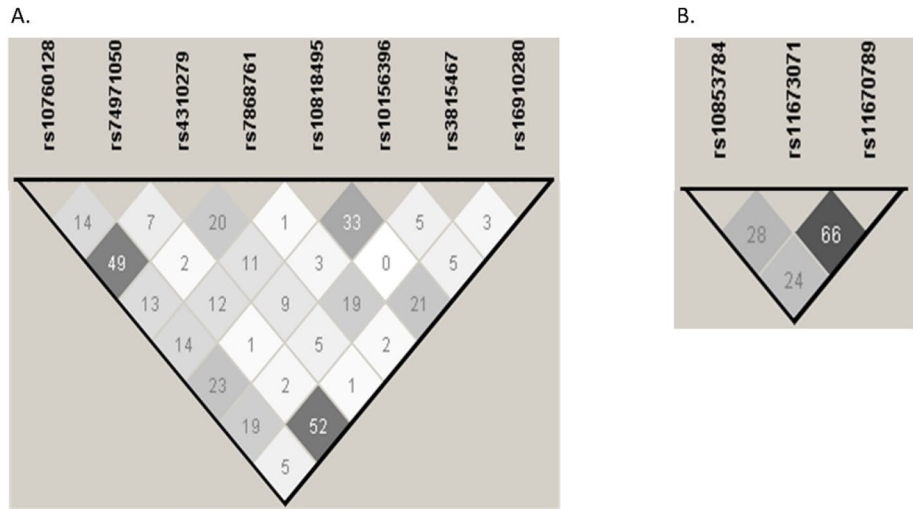 A.
rs10760128
rs74971050
rs4310279
rs7868761
rs10818495
rs10156396
rs3815467
rs16910280
14 7 20 1 33 5 3
49 2 11 3 0 5
13 12 9 19 21
14 1 5 2
23 2 1
19 52
5
B.
rs10853784
rs11673071
rs11670789
28 66
24